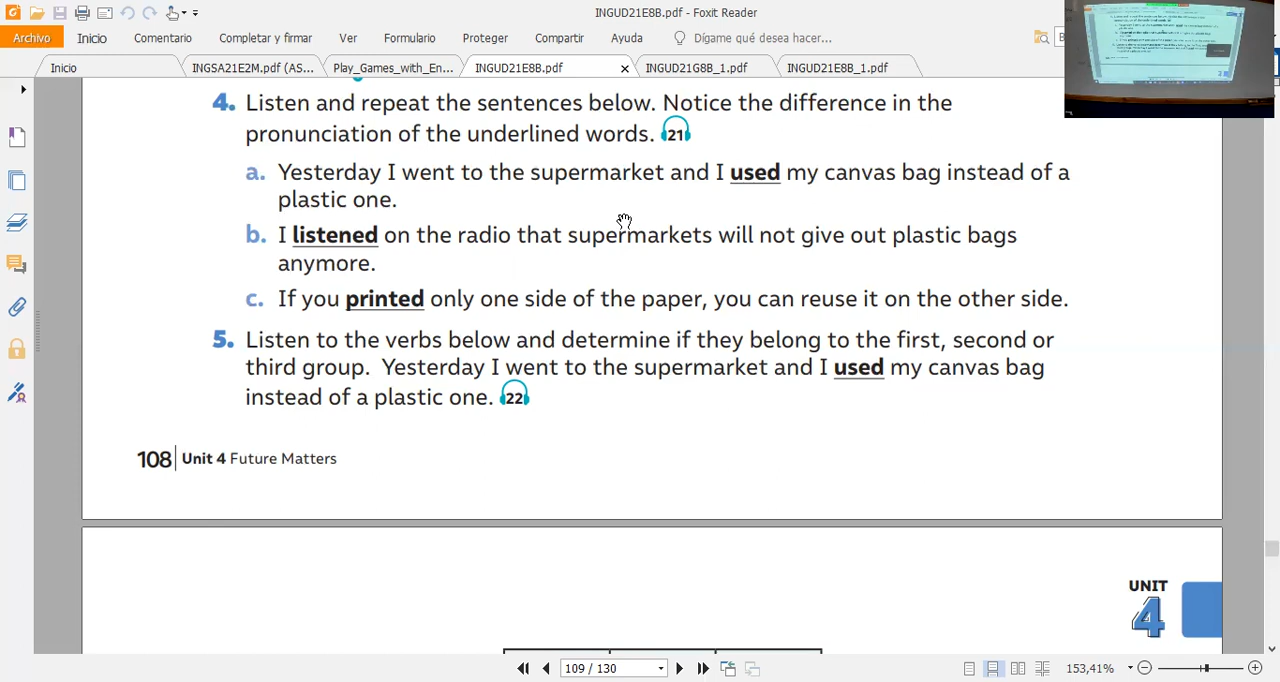 INGUD21E8B.pdf - Foxit Reader
Archivo Inicio Comentario Completar y firmar Ver Formulario Compartir Ayuda Digame qué desea hacer...
Inicio INGSA21E2M.pdf (AS... Play_Games_with_En... INGUD21E8B.pdf INGUD21G8B_1.pdf INGUD21E8B_1.pdf
4. Listen and repeat the sentences below. Notice the difference in the
pronunciation of the underlined words. 21
a. Yesterday I went to the supermarket and I used my canvas bag instead of a
plastic one.
b. I listened on the radio that supermarkets will not give out plastic bags
anymore.
c. If you printed only one side of the paper, you can reuse it on the other side.
5. Listen to the verbs below and determine if they belong to the first, second or
third group. Yesterday I went to the supermarket and I used my canvas bag
instead of a plastic one. 22
108 Unit 4 Future Matters
UNIT
4
109 / 130 153,41%